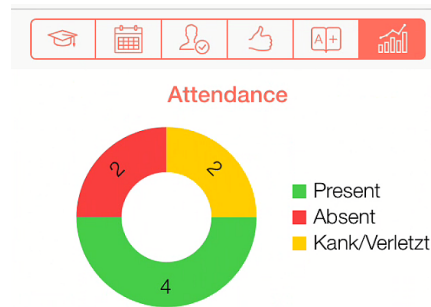 A+
Attendance
2
2
4
Present
Absent
Kank/Verletzt